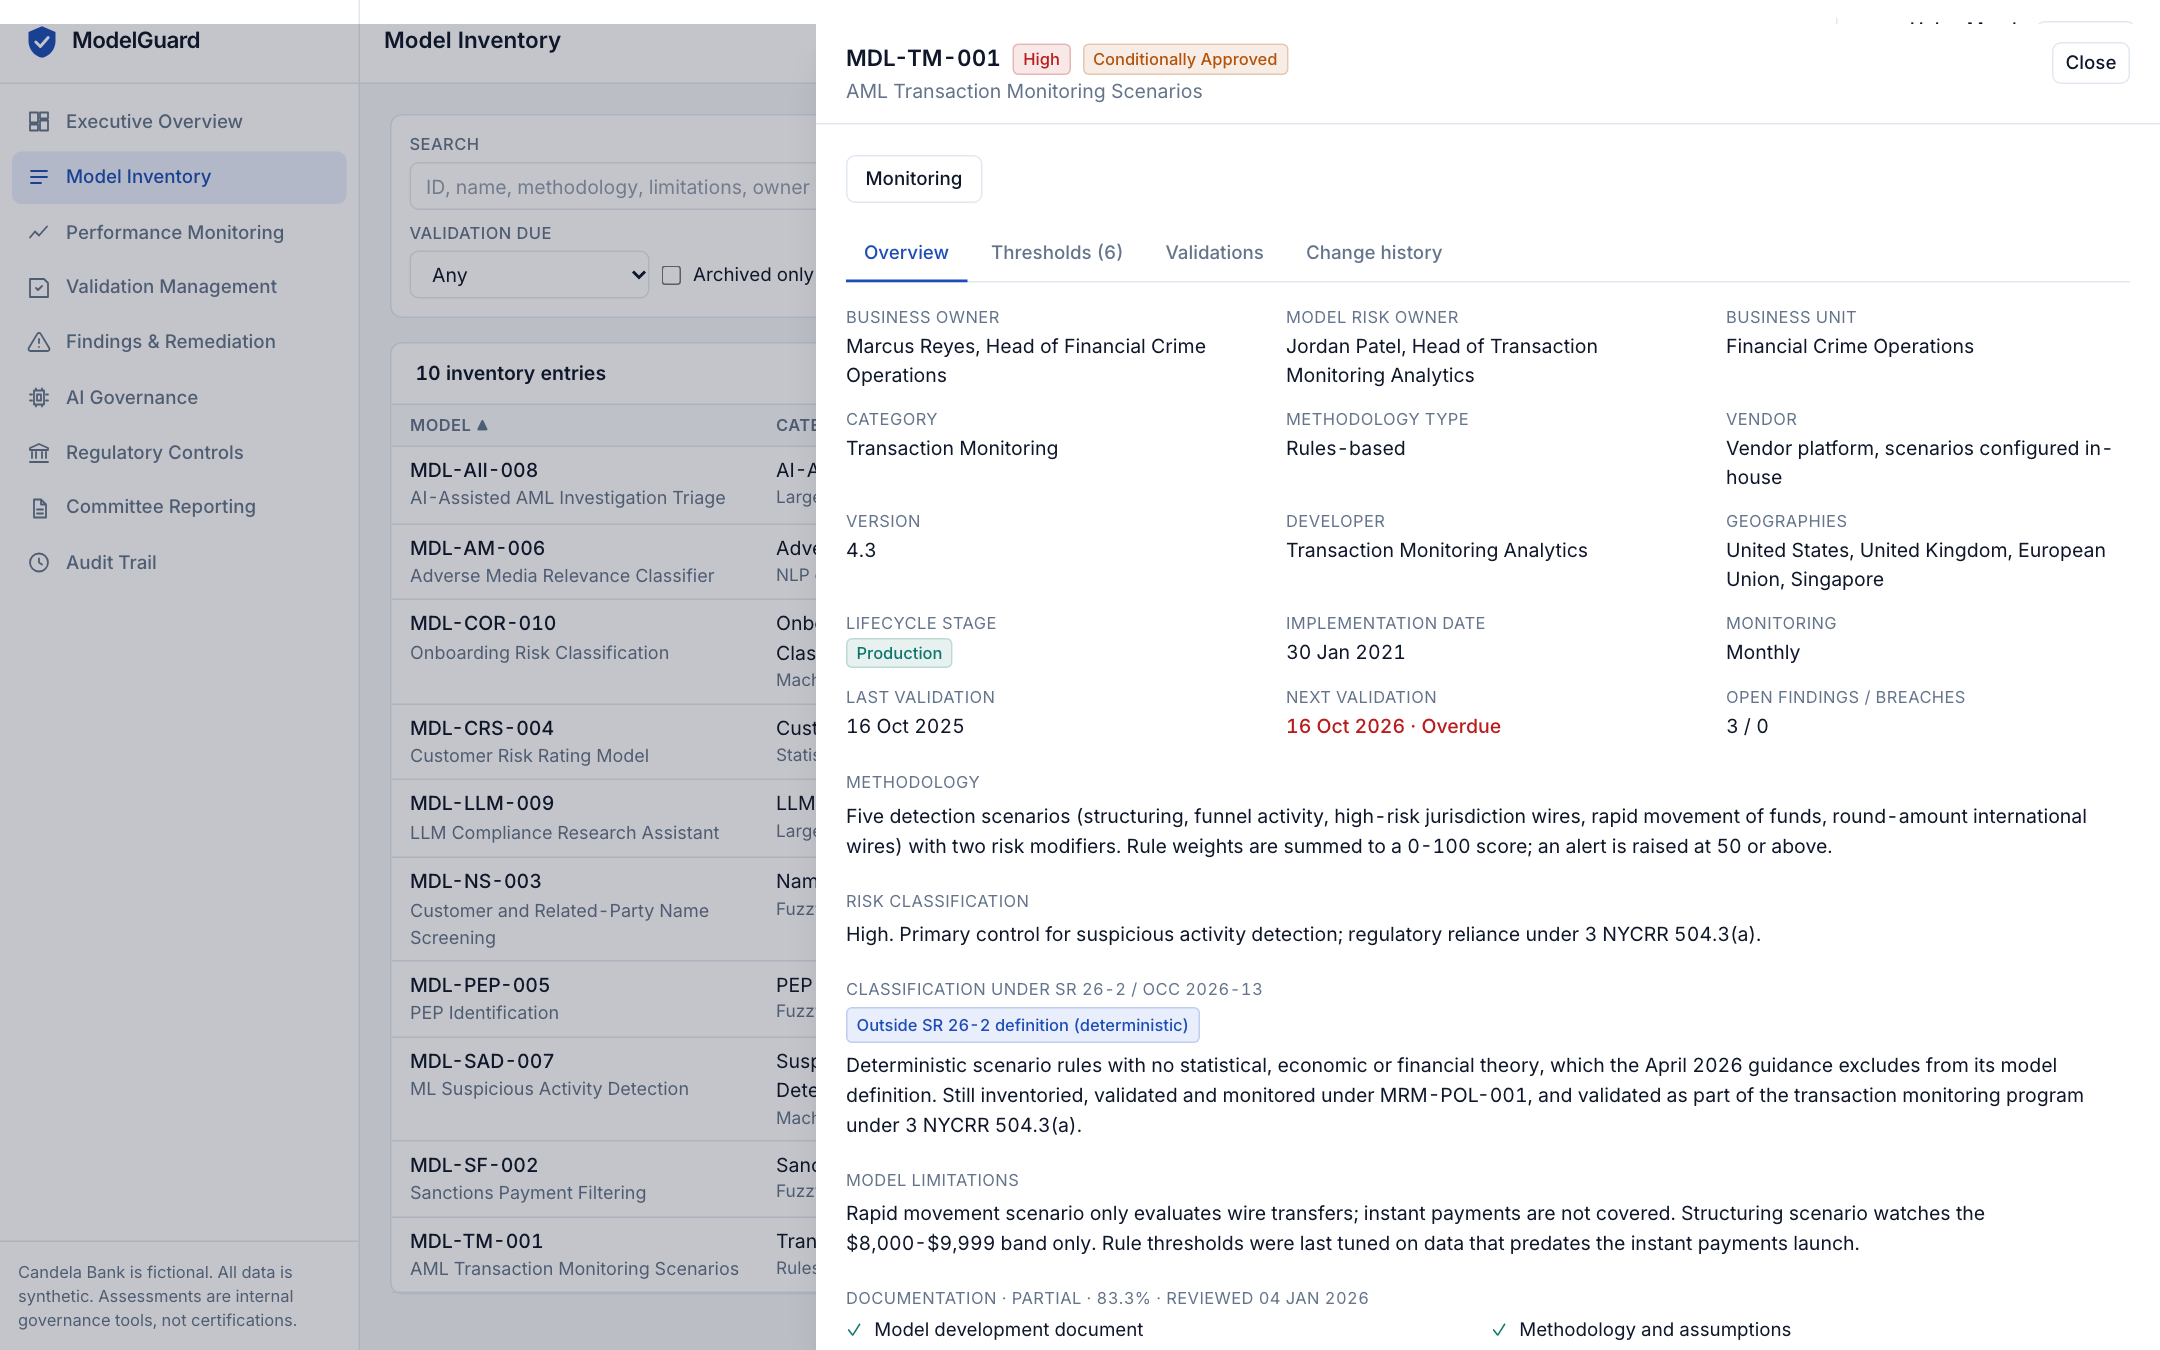 ModelGuard
Executive Overview
Model Inventory
Performance Monitoring
Validation Management
Findings & Remediation
AI Governance
Regulatory Controls
Committee Reporting
Audit Trail
Candela Bank is fictional. All data is
synthetic. Assessments are internal
governance tools, not certifications.
Model Inventory
SEARCH
ID, name, methodology, limitations, owner
VALIDATION DUE
Any
Archived only
10 inventory entries
MODEL ▲
MDL-AII-008
AI-Assisted AML Investigation Triage
MDL-AM-006
Adverse Media Relevance Classifier
NLP
MDL-COR-010
Onboarding Risk Classification
MDL-CRS-004
Customer Risk Rating Model
MDL-LLM-009
LLM Compliance Research Assistant
LLM
MDL-NS-003
Customer and Related-Party Name
Screening
MDL-PEP-005
PEP Identification
PEP
MDL-SAD-007
ML Suspicious Activity Detection
MDL-SF-002
Sanctions Payment Filtering
MDL-TM-001
AML Transaction Monitoring Scenarios
MDL-TM-001 High Conditionally Approved
AML Transaction Monitoring Scenarios
Close
Monitoring
Overview Thresholds (6) Validations Change history
BUSINESS OWNER
Marcus Reyes, Head of Financial Crime
Operations
MODEL RISK OWNER
Jordan Patel, Head of Transaction
Monitoring Analytics
BUSINESS UNIT
Financial Crime Operations
CATEGORY
Transaction Monitoring
METHODOLOGY TYPE
Rules-based
VENDOR
Vendor platform, scenarios configured in-
house
VERSION
4.3
DEVELOPER
Transaction Monitoring Analytics
GEOGRAPHIES
United States, United Kingdom, European
Union, Singapore
LIFECYCLE STAGE
Production
IMPLEMENTATION DATE
30 Jan 2021
MONITORING
Monthly
LAST VALIDATION
16 Oct 2025
NEXT VALIDATION
16 Oct 2026 · Overdue
OPEN FINDINGS / BREACHES
3 / 0
METHODOLOGY
Five detection scenarios (structuring, funnel activity, high-risk jurisdiction wires, rapid movement of funds, round-amount international
wires) with two risk modifiers. Rule weights are summed to a 0-100 score; an alert is raised at 50 or above.
RISK CLASSIFICATION
High. Primary control for suspicious activity detection; regulatory reliance under 3 NYCRR 504.3(a).
CLASSIFICATION UNDER SR 26-2 / OCC 2026-13
Outside SR 26-2 definition (deterministic)
Deterministic scenario rules with no statistical, economic or financial theory, which the April 2026 guidance excludes from its model
definition. Still inventoried, validated and monitored under MRM-POL-001, and validated as part of the transaction monitoring program
under 3 NYCRR 504.3(a).
MODEL LIMITATIONS
Rapid movement scenario only evaluates wire transfers; instant payments are not covered. Structuring scenario watches the
$8,000-$9,999 band only. Rule thresholds were last tuned on data that predates the instant payments launch.
DOCUMENTATION · PARTIAL · 83.3% · REVIEWED 04 JAN 2026
✓ Model development document
✓ Methodology and assumptions